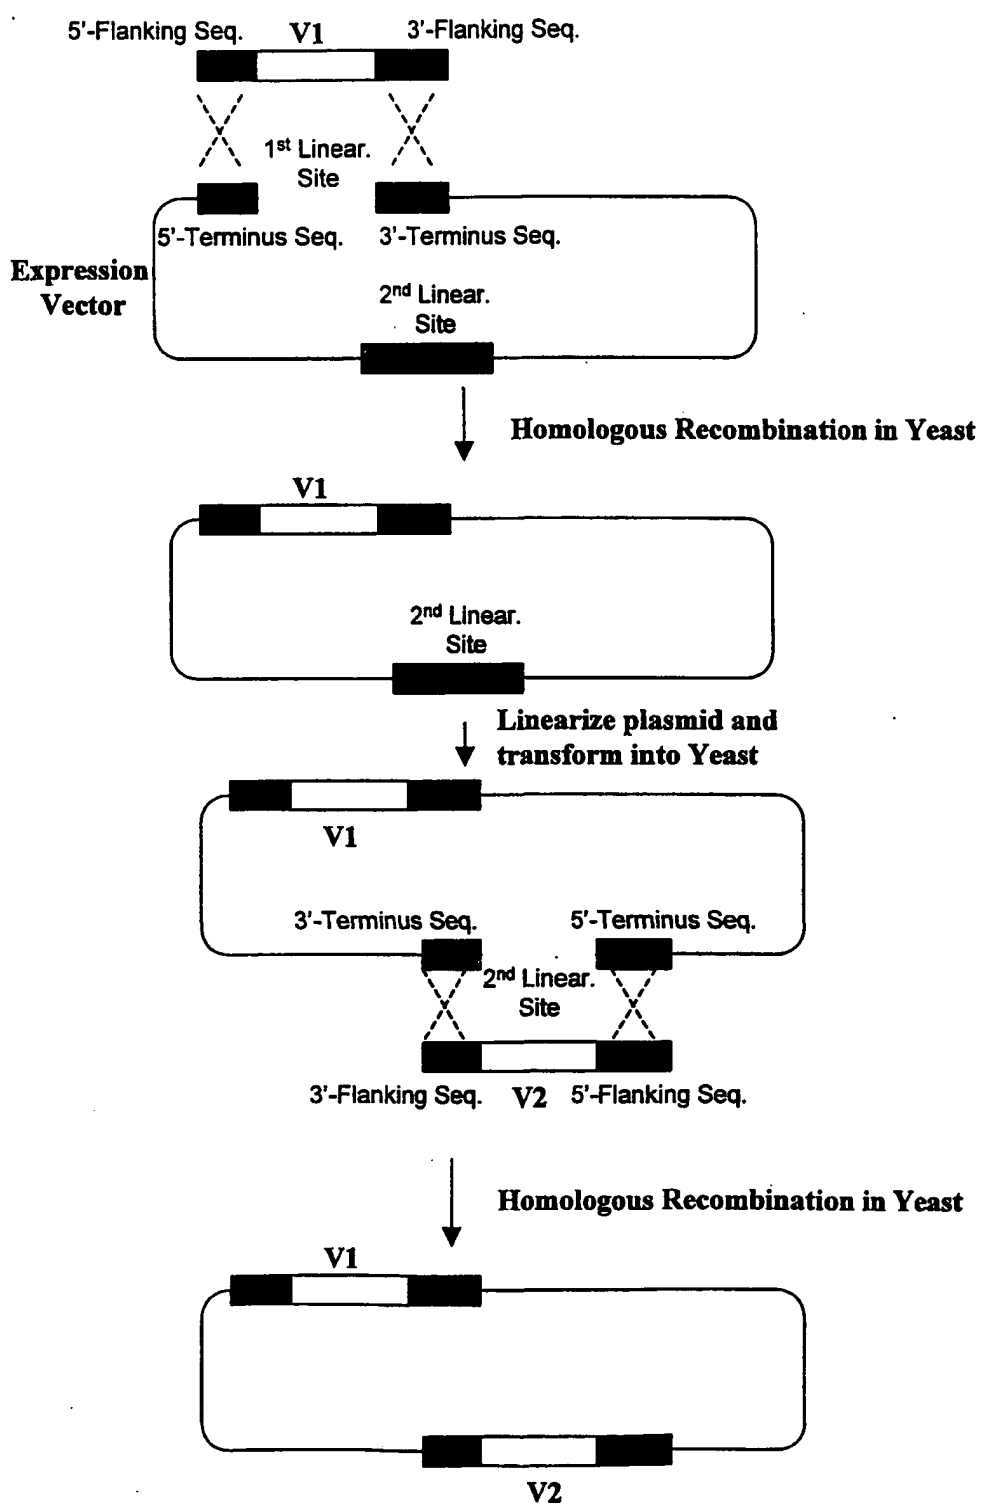 5'-Flanking Seq. V1 3'-Flanking Seq.
1st Linear.
Site
5'-Terminus Seq. 3'-Terminus Seq.
Expression
Vector
2nd Linear.
Site
Homologous Recombination in Yeast
V1
2nd Linear.
Site
Linearize plasmid and
transform into Yeast
V1
3'-Terminus Seq. 5'-Terminus Seq.
2nd Linear.
Site
3'-Flanking Seq. V2 5'-Flanking Seq.
Homologous Recombination in Yeast
V1
V2